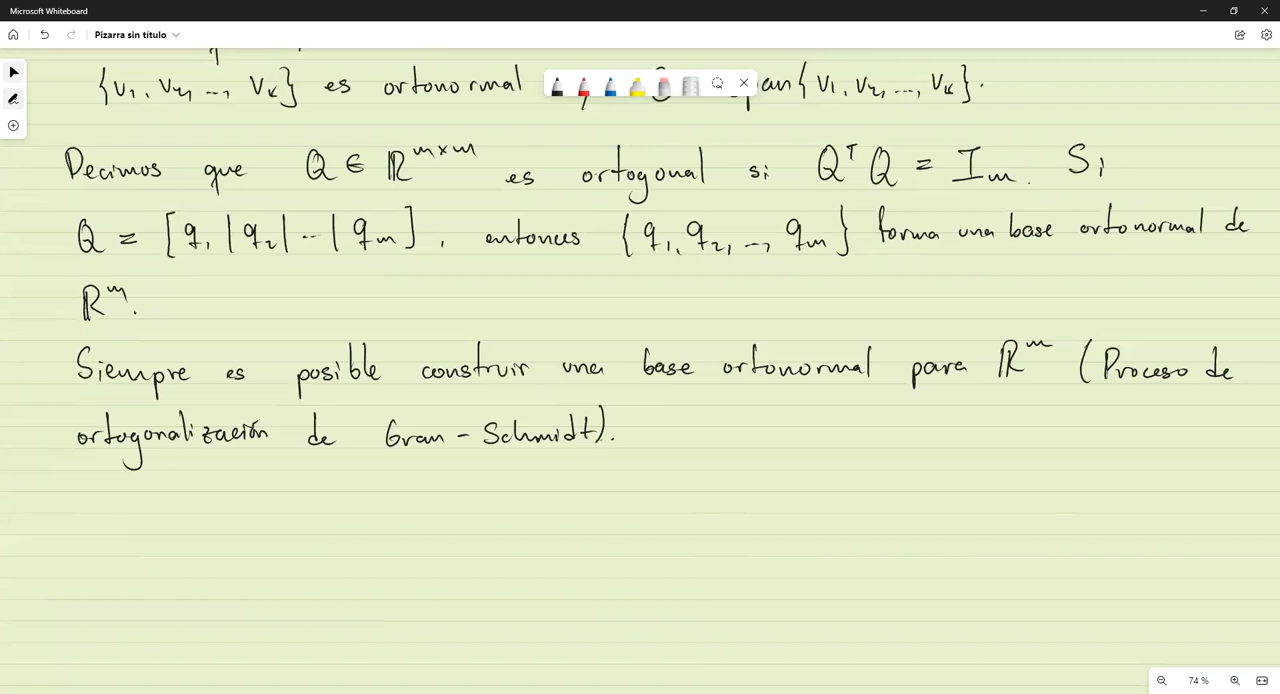 Microsoft Whiteboard
Pizarra sin título
{v₁, v₂, ..., vₖ} es ortonormal span{v₁, v₂, ..., vₖ}.
Decimos que Q ∈ ℝᵐˣᵐ es ortogonal si QᵀQ = Iₘ. Si
Q = [q₁|q₂|...|qₘ], entonces {q₁, q₂, ..., qₘ} forma una base ortonormal de
ℝᵐ.
Siempre es posible construir una base ortonormal para ℝᵐ (Proceso de
ortogonalización de Gram-Schmidt).
74 %